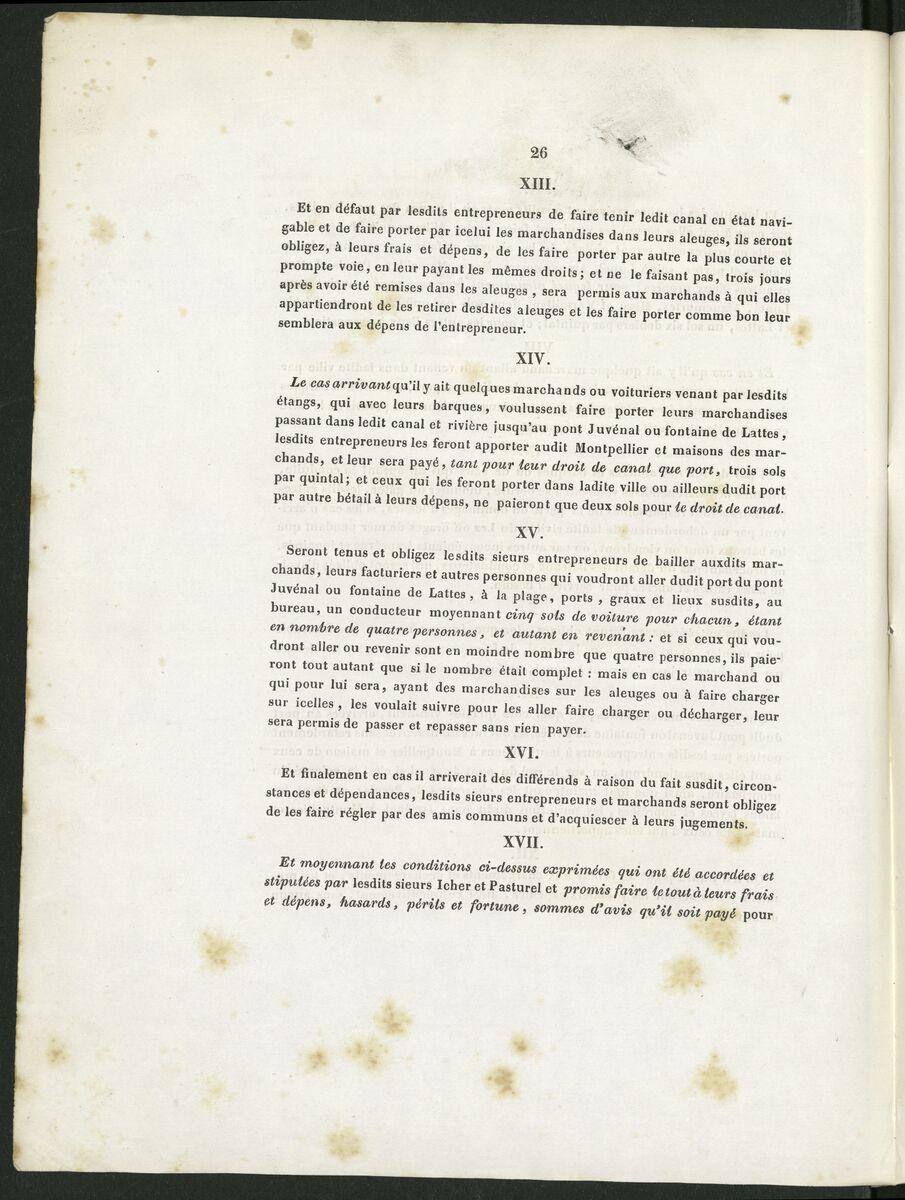 26
XIII.
Et en défaut par lesdits entrepreneurs de faire tenir ledit canal en état navi-
gable et de faire porter par icelui les marchandises dans leurs aleuges, ils seront
obligez, à leurs frais et dépens, de les faire porter par autre la plus courte et
prompte voie, en leur payant les mêmes droits; et ne le faisant pas, trois jours
après avoir été remises dans les aleuges, sera permis aux marchands à qui elles
appartiendront de les retirer desdites aleuges et les faire porter comme bon leur
semblera aux dépens de l'entrepreneur.
XIV.
Le cas arrivant qu'il y ait quelques marchands ou voituriers venant par lesdits
étangs, qui avec leurs barques, voulussent faire porter leurs marchandises
passant dans ledit canal et rivière jusqu'au pont Juvénal ou fontaine de Lattes,
lesdits entrepreneurs les feront apporter audit Montpellier et maisons des mar-
chands, et leur sera payé, tant pour leur droit de canal que port, trois sols
par quintal; et ceux qui les feront porter dans ladite ville ou ailleurs dudit port
par autre bétail à leurs dépens, ne paieront que deux sols pour le droit de canal.
XV.
Seront tenus et obligez lesdits sieurs entrepreneurs de bailler auxdits mar-
chands, leurs facturiers et autres personnes qui voudront aller dudit port du pont
Juvénal ou fontaine de Lattes, à la plage, ports, graux et lieux susdits, au
bureau, un conducteur moyennant cinq sols de voiture pour chacun, étant
en nombre de quatre personnes, et autant en revenant : et si ceux qui vou-
dront aller ou revenir sont en moindre nombre que quatre personnes, ils paie-
ront tout autant que si le nombre était complet : mais en cas le marchand ou
qui pour lui sera, ayant des marchandises sur les aleuges ou à faire charger
sur icelles, les voulait suivre pour les aller faire charger ou décharger, leur
sera permis de passer et repasser sans rien payer.
XVI.
Et finalement en cas il arriverait des différends à raison du fait susdit, circon-
stances et dépendances, lesdits sieurs entrepreneurs et marchands seront obligez
de les faire régler par des amis communs et d'acquiescer à leurs jugements.
XVII.
Et moyennant les conditions ci-dessus exprimées qui ont été accordées et
stipulées par lesdits sieurs Icher et Pasturel et promis faire le tout à leurs frais
et dépens, hasards, périls et fortune, sommes d'avis qu'il soit payé pour